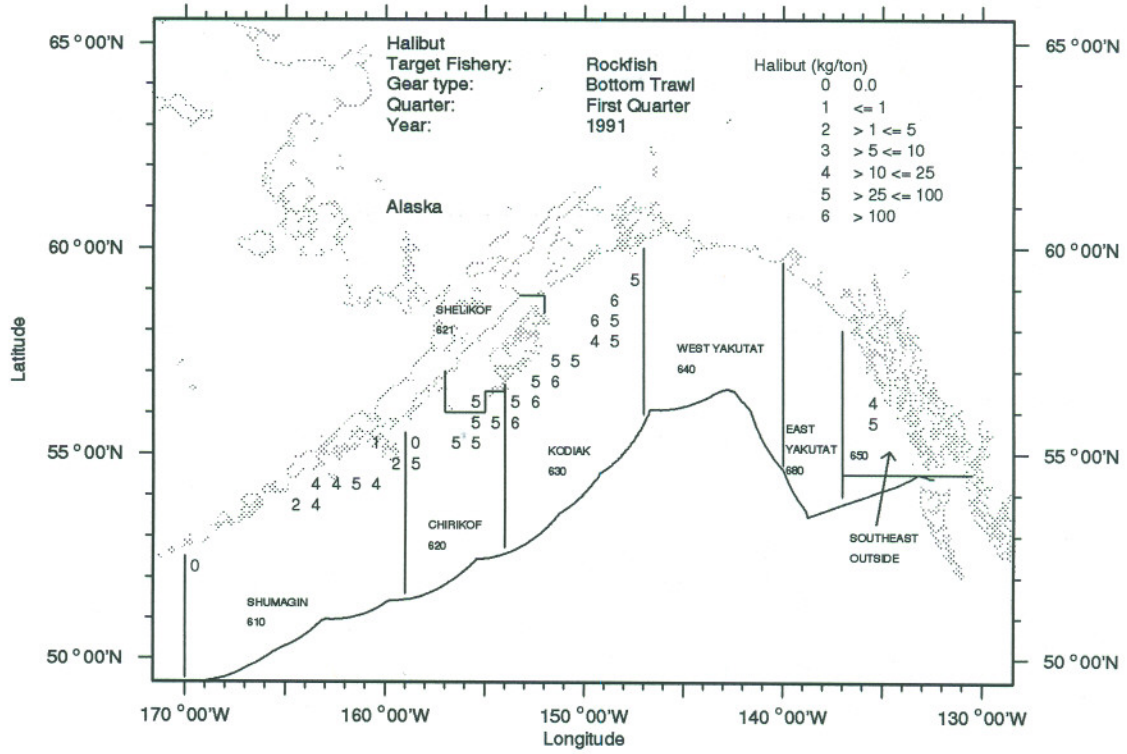 65 °00'N
65 °00'N
Halibut
Target Fishery: Rockfish
Gear type: Bottom Trawl
Quarter: First Quarter
Year: 1991
Halibut (kg/ton)
0 0.0
1 <= 1
2 > 1 <= 5
3 > 5 <= 10
4 > 10 <= 25
5 > 25 <= 100
6 > 100
Alaska
60 °00'N
60 °00'N
5
6
SHELIKOF
621
6 5
4 5
WEST YAKUTAT
640
5 5
5 6
5 5 6
4
5 5 6
5
EAST
YAKUTAT
680
650
1 0 5 5
2 5
KODIAK
630
55 °00'N
55 °00'N
4 4 5 4
2 4
CHIRIKOF
620
SOUTHEAST
OUTSIDE
0
SHUMAGIN
610
50 °00'N
50 °00'N
170 °00'W 160 °00'W 150 °00'W 140 °00'W 130 °00'W
Longitude
Latitude